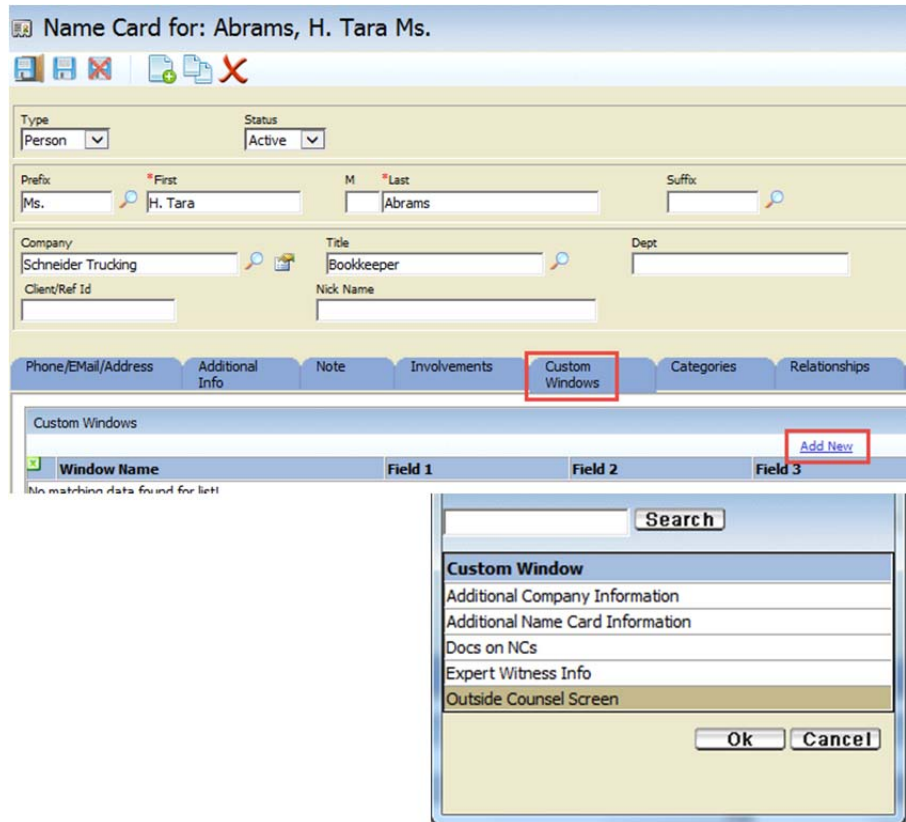 Name Card for: Abrams, H. Tara Ms.
Type Status
Person Active
Prefix *First M *Last Suffix
Ms. H. Tara Abrams
Company Title Dept
Schneider Trucking Bookkeeper
Client/Ref Id Nick Name
Phone/EMail/Address Additional Info Note Involvements Custom Windows Categories Relationships
Custom Windows
Add New
Window Name Field 1 Field 2 Field 3
No matching data found for list!
Search
Custom Window
Additional Company Information
Additional Name Card Information
Docs on NCs
Expert Witness Info
Outside Counsel Screen
Ok Cancel